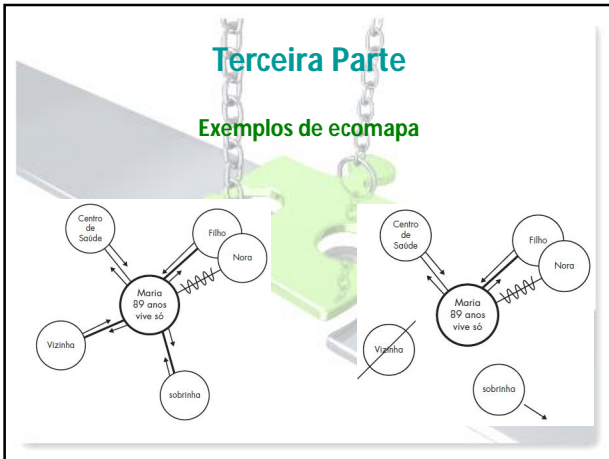 Terceira Parte
Exemplos de ecomapa
Centro
de
Saúde
Filho
Nora
Maria
89 anos
vive só
Vizinha
sobrinha
Centro
de
Saúde
Filho
Nora
Maria
89 anos
vive só
Vizinha
sobrinha